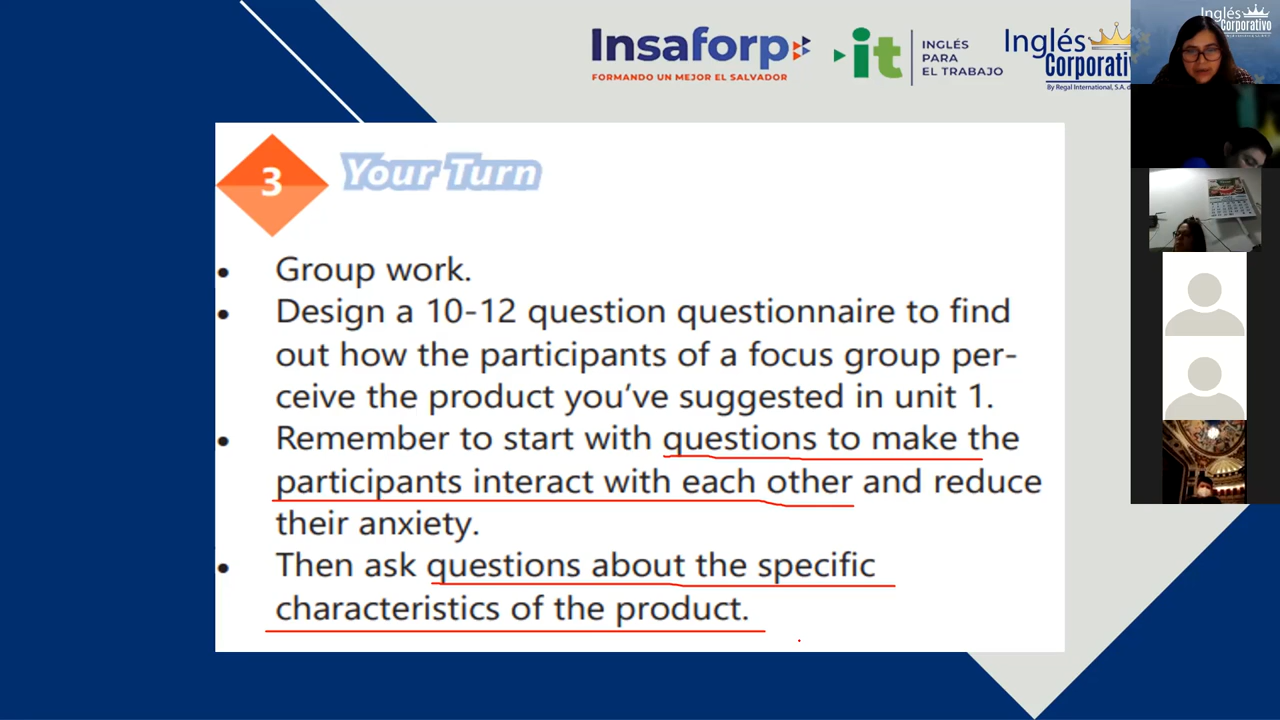 Insaforp
FORMANDO UN MEJOR EL SALVADOR
it
INGLÉS
PARA
EL TRABAJO
Inglés
Corporativ
By Regal International, S.A. d
Inglés
Corporativo
3
Your Turn
• Group work.
• Design a 10-12 question questionnaire to find
out how the participants of a focus group per-
ceive the product you've suggested in unit 1.
• Remember to start with questions to make the
participants interact with each other and reduce
their anxiety.
• Then ask questions about the specific
characteristics of the product.